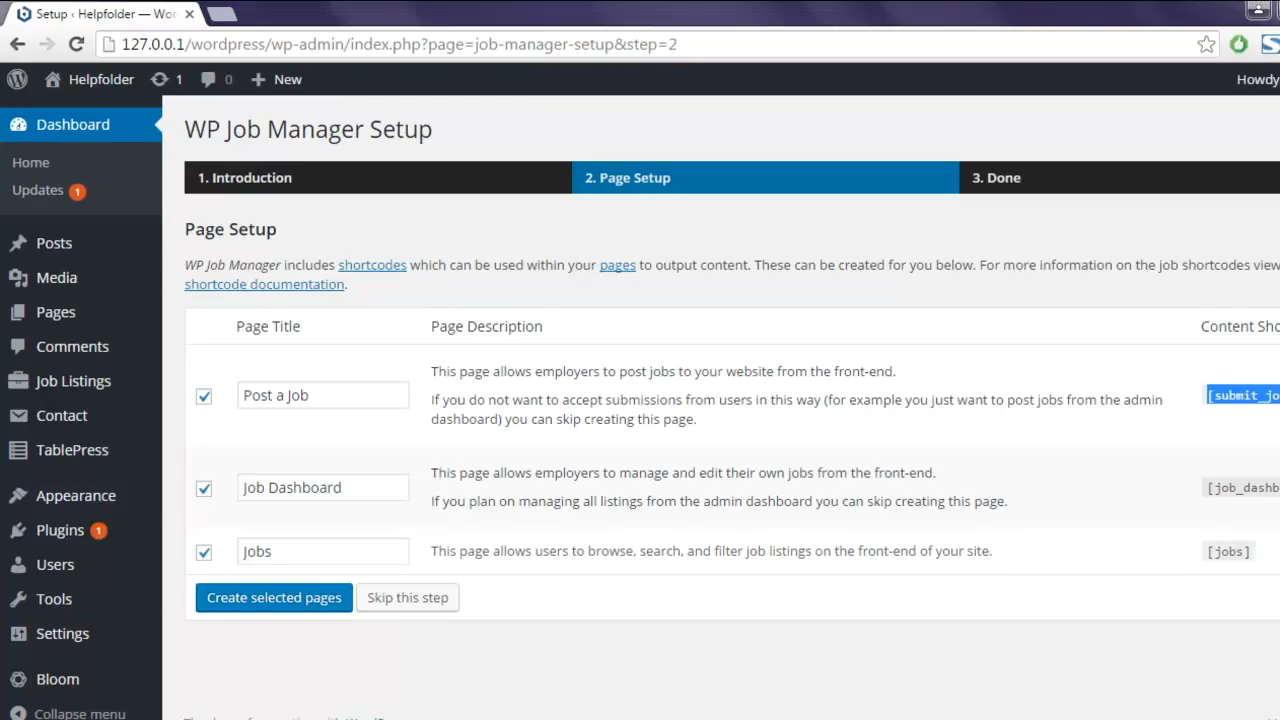 Setup ‹ Helpfolder — Wor
127.0.0.1/wordpress/wp-admin/index.php?page=job-manager-setup&step=2
Helpfolder 1 0 New Howdy
Dashboard
Home
Updates 1
Posts
Media
Pages
Comments
Job Listings
Contact
TablePress
Appearance
Plugins 1
Users
Tools
Settings
Bloom
Collapse menu
WP Job Manager Setup
1. Introduction 2. Page Setup 3. Done
Page Setup
WP Job Manager includes shortcodes which can be used within your pages to output content. These can be created for you below. For more information on the job shortcodes view
shortcode documentation.
Page Title Page Description Content Sho
Post a Job
This page allows employers to post jobs to your website from the front-end.
If you do not want to accept submissions from users in this way (for example you just want to post jobs from the admin
dashboard) you can skip creating this page.
[submit_jo
Job Dashboard
This page allows employers to manage and edit their own jobs from the front-end.
If you plan on managing all listings from the admin dashboard you can skip creating this page.
[job_dashb
Jobs This page allows users to browse, search, and filter job listings on the front-end of your site. [jobs]
Create selected pages Skip this step